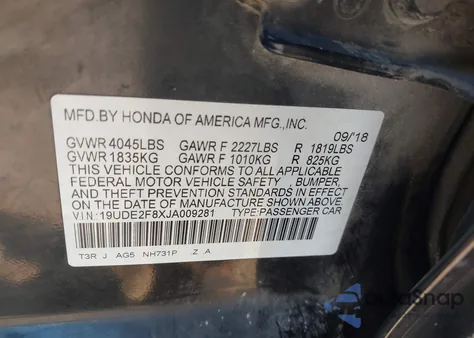 MFD.BY HONDA OF AMERICA MFG.,INC.
09/18
GVWR 4045LBS GAWR F 2227LBS R 1819LBS
GVWR 1835KG GAWR F 1010KG R 825KG
THIS VEHICLE CONFORMS TO ALL APPLICABLE
FEDERAL MOTOR VEHICLE SAFETY, BUMPER,
AND THEFT PREVENTION STANDARDS IN EFFECT
ON THE DATE OF MANUFACTURE SHOWN ABOVE.
VIN:19UDE2F8XJA009281 TYPE:PASSENGER CAR
T3R J AG5 NH731P Z .A